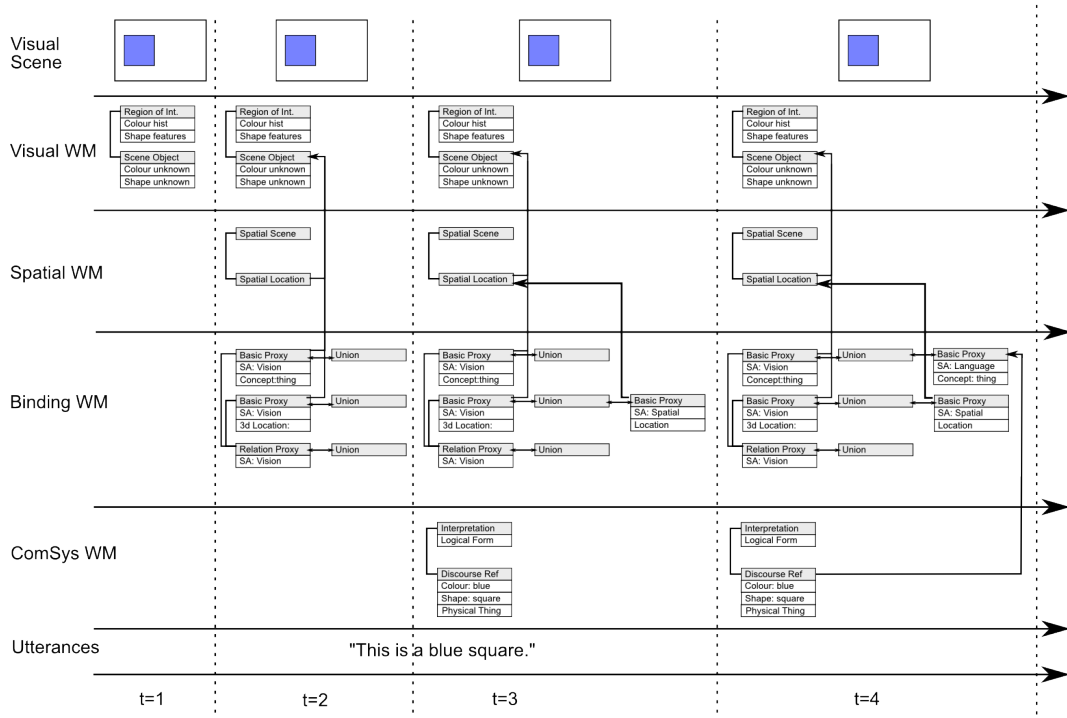 Visual
Scene
Visual WM
Region of Int.
Colour hist
Shape features
Scene Object
Colour unknown
Shape unknown
Region of Int.
Colour hist
Shape features
Scene Object
Colour unknown
Shape unknown
Region of Int.
Colour hist
Shape features
Scene Object
Colour unknown
Shape unknown
Region of Int.
Colour hist
Shape features
Scene Object
Colour unknown
Shape unknown
Spatial WM
Spatial Scene
Spatial Location
Spatial Scene
Spatial Location
Spatial Scene
Spatial Location
Binding WM
Basic Proxy
SA: Vision
Concept:thing
Union
Basic Proxy
SA: Vision
3d Location:
Union
Relation Proxy
SA: Vision
Union
Basic Proxy
SA: Vision
Concept:thing
Union
Basic Proxy
SA: Vision
3d Location:
Union
Basic Proxy
SA: Spatial
Location
Relation Proxy
SA: Vision
Union
Basic Proxy
SA: Vision
Concept:thing
Union
Basic Proxy
SA: Language
Concept: thing
Basic Proxy
SA: Vision
3d Location:
Union
Basic Proxy
SA: Spatial
Location
Relation Proxy
SA: Vision
Union
ComSys WM
Interpretation
Logical Form
Discourse Ref
Colour: blue
Shape: square
Physical Thing
Interpretation
Logical Form
Discourse Ref
Colour: blue
Shape: square
Physical Thing
Utterances
"This is a blue square."
t=1
t=2
t=3
t=4